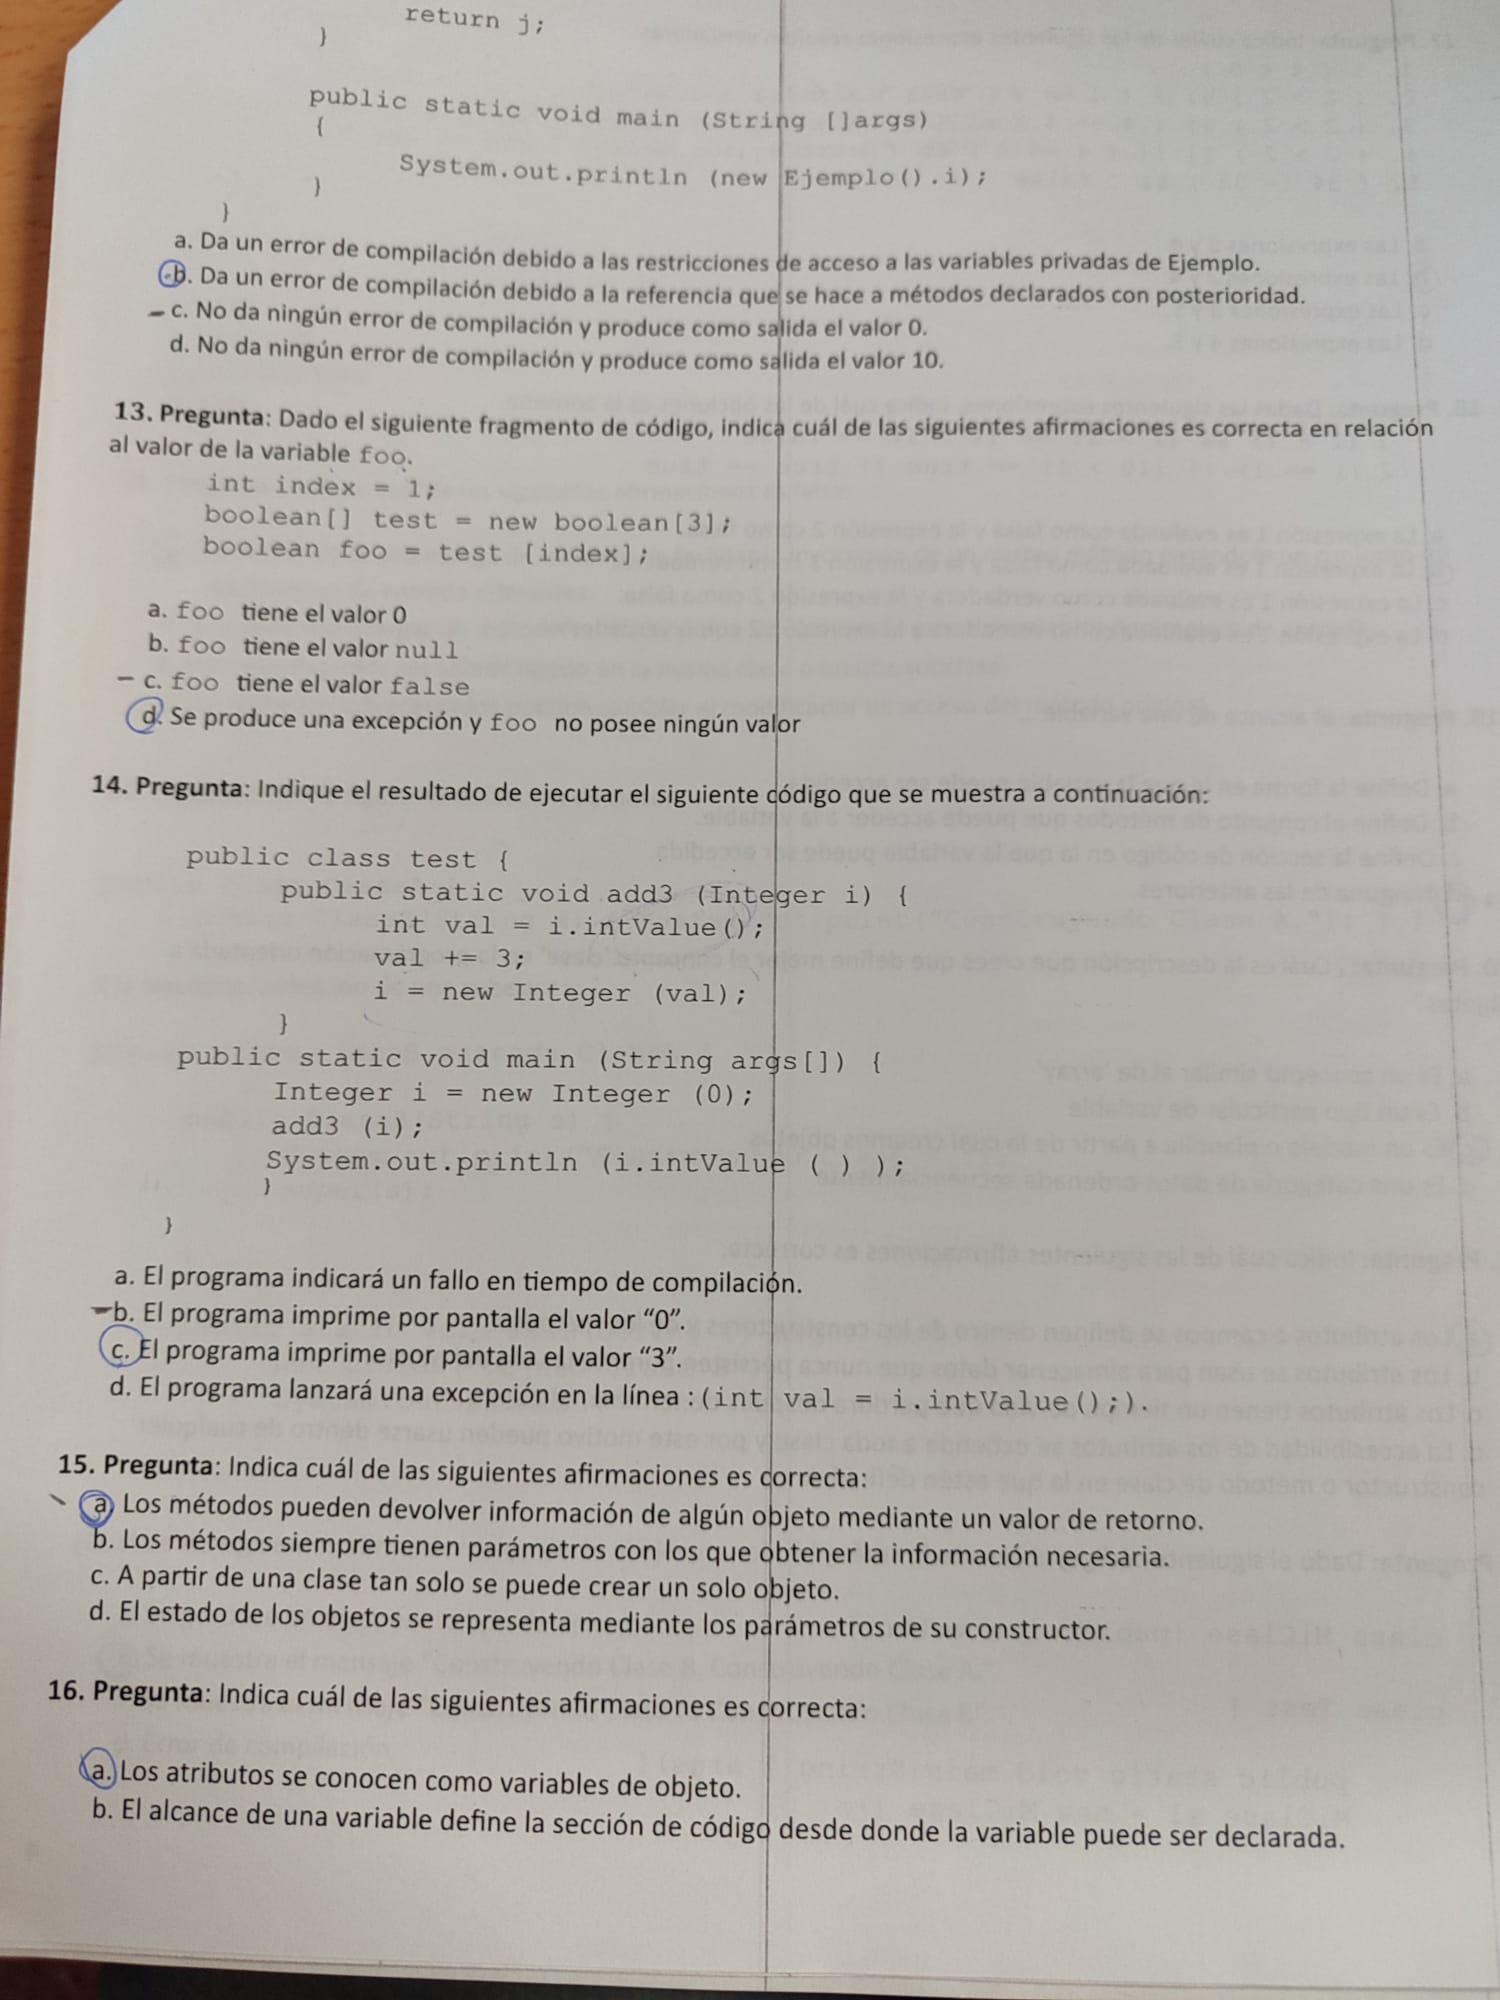 return j;
}
public static void main (String []args)
{
System.out.println (new Ejemplo().i);
}
}
a. Da un error de compilación debido a las restricciones de acceso a las variables privadas de Ejemplo.
b. Da un error de compilación debido a la referencia que se hace a métodos declarados con posterioridad.
c. No da ningún error de compilación y produce como salida el valor 0.
d. No da ningún error de compilación y produce como salida el valor 10.
13. Pregunta: Dado el siguiente fragmento de código, indica cuál de las siguientes afirmaciones es correcta en relación
al valor de la variable foo.
int index = 1;
boolean[] test = new boolean[3];
boolean foo = test [index];
a. foo tiene el valor 0
b. foo tiene el valor null
c. foo tiene el valor false
d. Se produce una excepción y foo no posee ningún valor
14. Pregunta: Indique el resultado de ejecutar el siguiente código que se muestra a continuación:
public class test {
public static void add3 (Integer i) {
int val = i.intValue();
val += 3;
i = new Integer (val);
}
public static void main (String args[]) {
Integer i = new Integer (0);
add3 (i);
System.out.println (i.intValue ( ) );
}
}
a. El programa indicará un fallo en tiempo de compilación.
b. El programa imprime por pantalla el valor “0”.
c. El programa imprime por pantalla el valor “3”.
d. El programa lanzará una excepción en la línea : (int val = i.intValue();).
15. Pregunta: Indica cuál de las siguientes afirmaciones es correcta:
a. Los métodos pueden devolver información de algún objeto mediante un valor de retorno.
b. Los métodos siempre tienen parámetros con los que obtener la información necesaria.
c. A partir de una clase tan solo se puede crear un solo objeto.
d. El estado de los objetos se representa mediante los parámetros de su constructor.
16. Pregunta: Indica cuál de las siguientes afirmaciones es correcta:
a. Los atributos se conocen como variables de objeto.
b. El alcance de una variable define la sección de código desde donde la variable puede ser declarada.